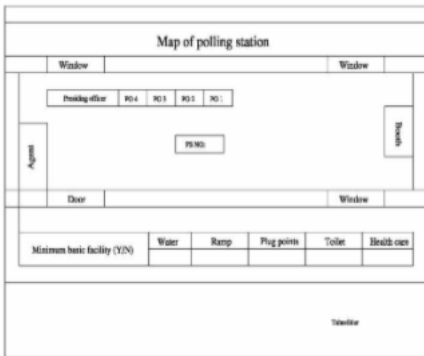 Map of polling station
Window Window
Presiding officer PO 4 PO 3 PO 2 PO 1
Booth
Agent
PS NO:
Door Window
Minimum basic facility (Y/N) Water Ramp Plug points Toilet Health care